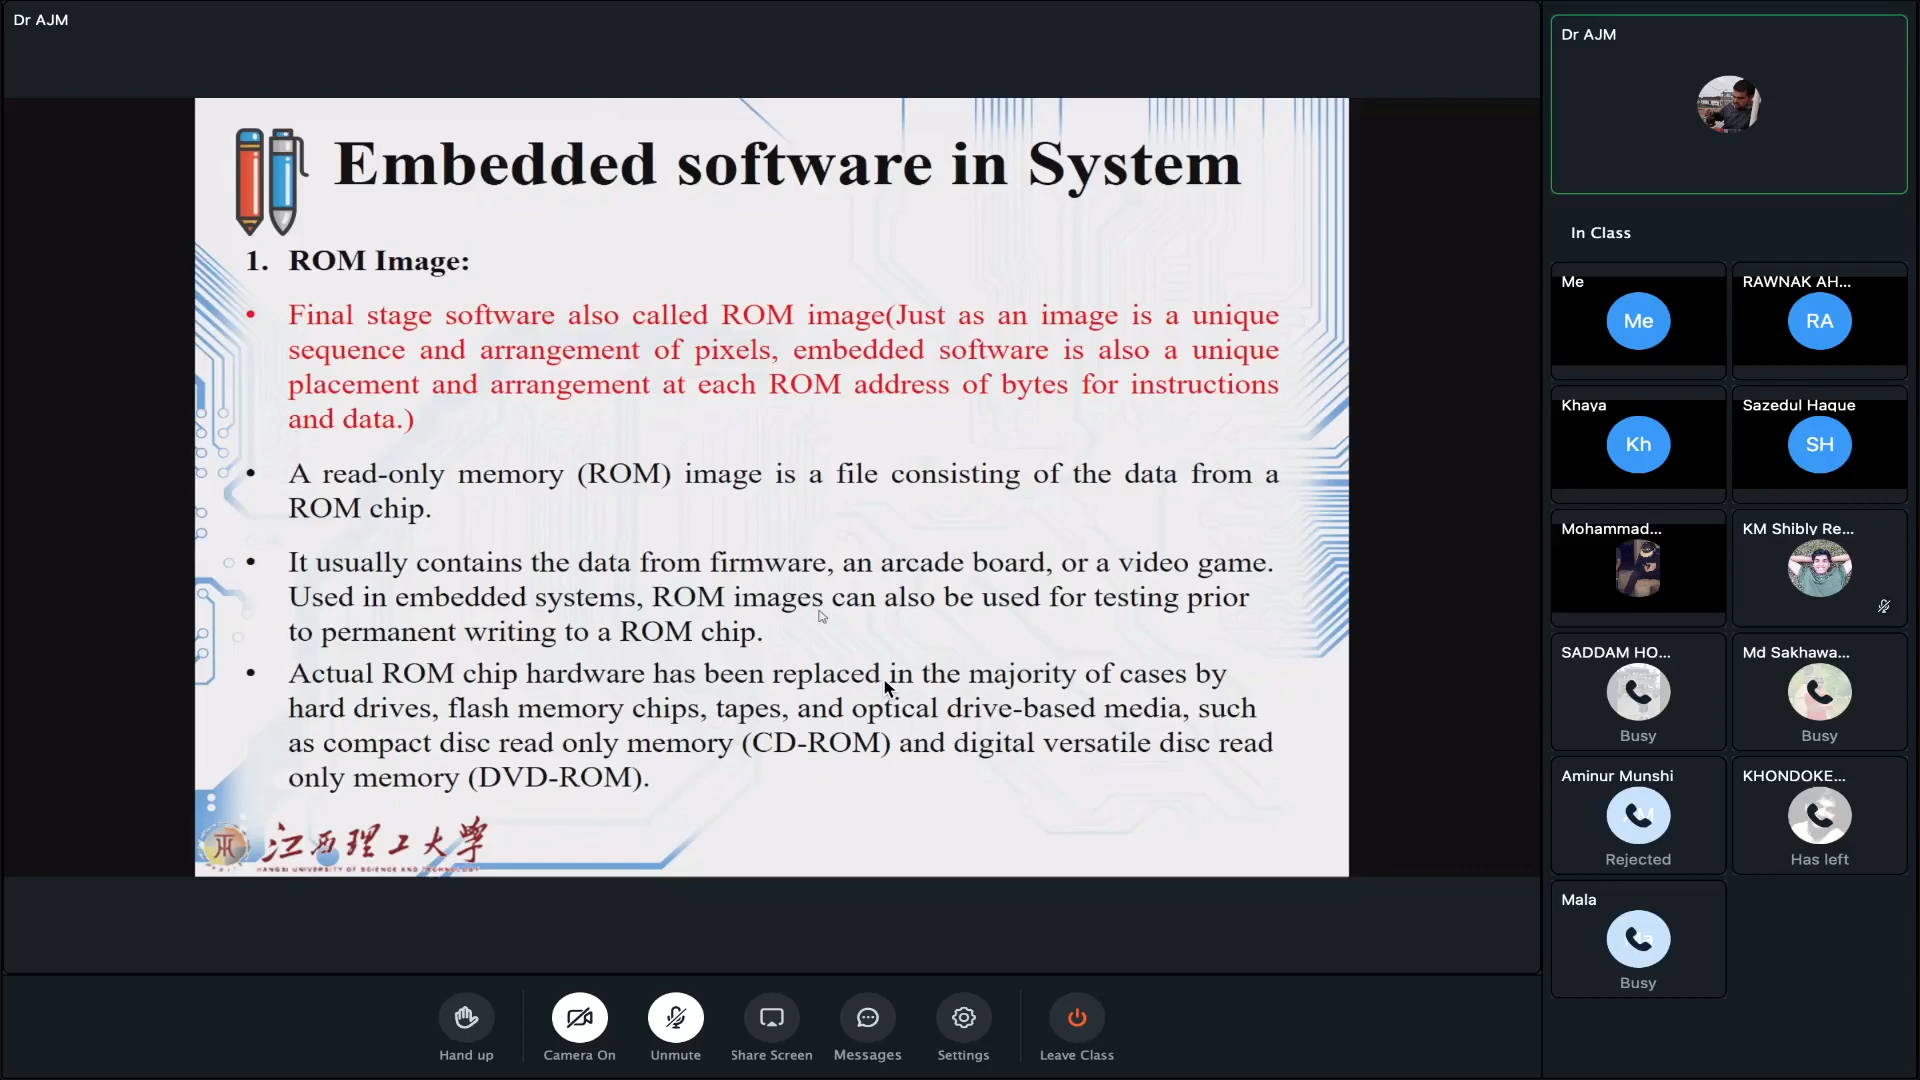 Dr AJM
Embedded software in System
1. ROM Image:
• Final stage software also called ROM image(Just as an image is a unique
sequence and arrangement of pixels, embedded software is also a unique
placement and arrangement at each ROM address of bytes for instructions
and data.)
• A read-only memory (ROM) image is a file consisting of the data from a
ROM chip.
• It usually contains the data from firmware, an arcade board, or a video game.
Used in embedded systems, ROM images can also be used for testing prior
to permanent writing to a ROM chip.
• Actual ROM chip hardware has been replaced in the majority of cases by
hard drives, flash memory chips, tapes, and optical drive-based media, such
as compact disc read only memory (CD-ROM) and digital versatile disc read
only memory (DVD-ROM).
江西理工大学
Hand up
Camera On
Unmute
Share Screen
Messages
Settings
Leave Class
Dr AJM
In Class
Me
Me
RAWNAK AH...
RA
Khaya
Kh
Sazedul Haque
SH
Mohammad...
KM Shibly Re...
SADDAM HO...
Busy
Md Sakhawa...
Busy
Aminur Munshi
Rejected
KHONDOKE...
Has left
Mala
Busy